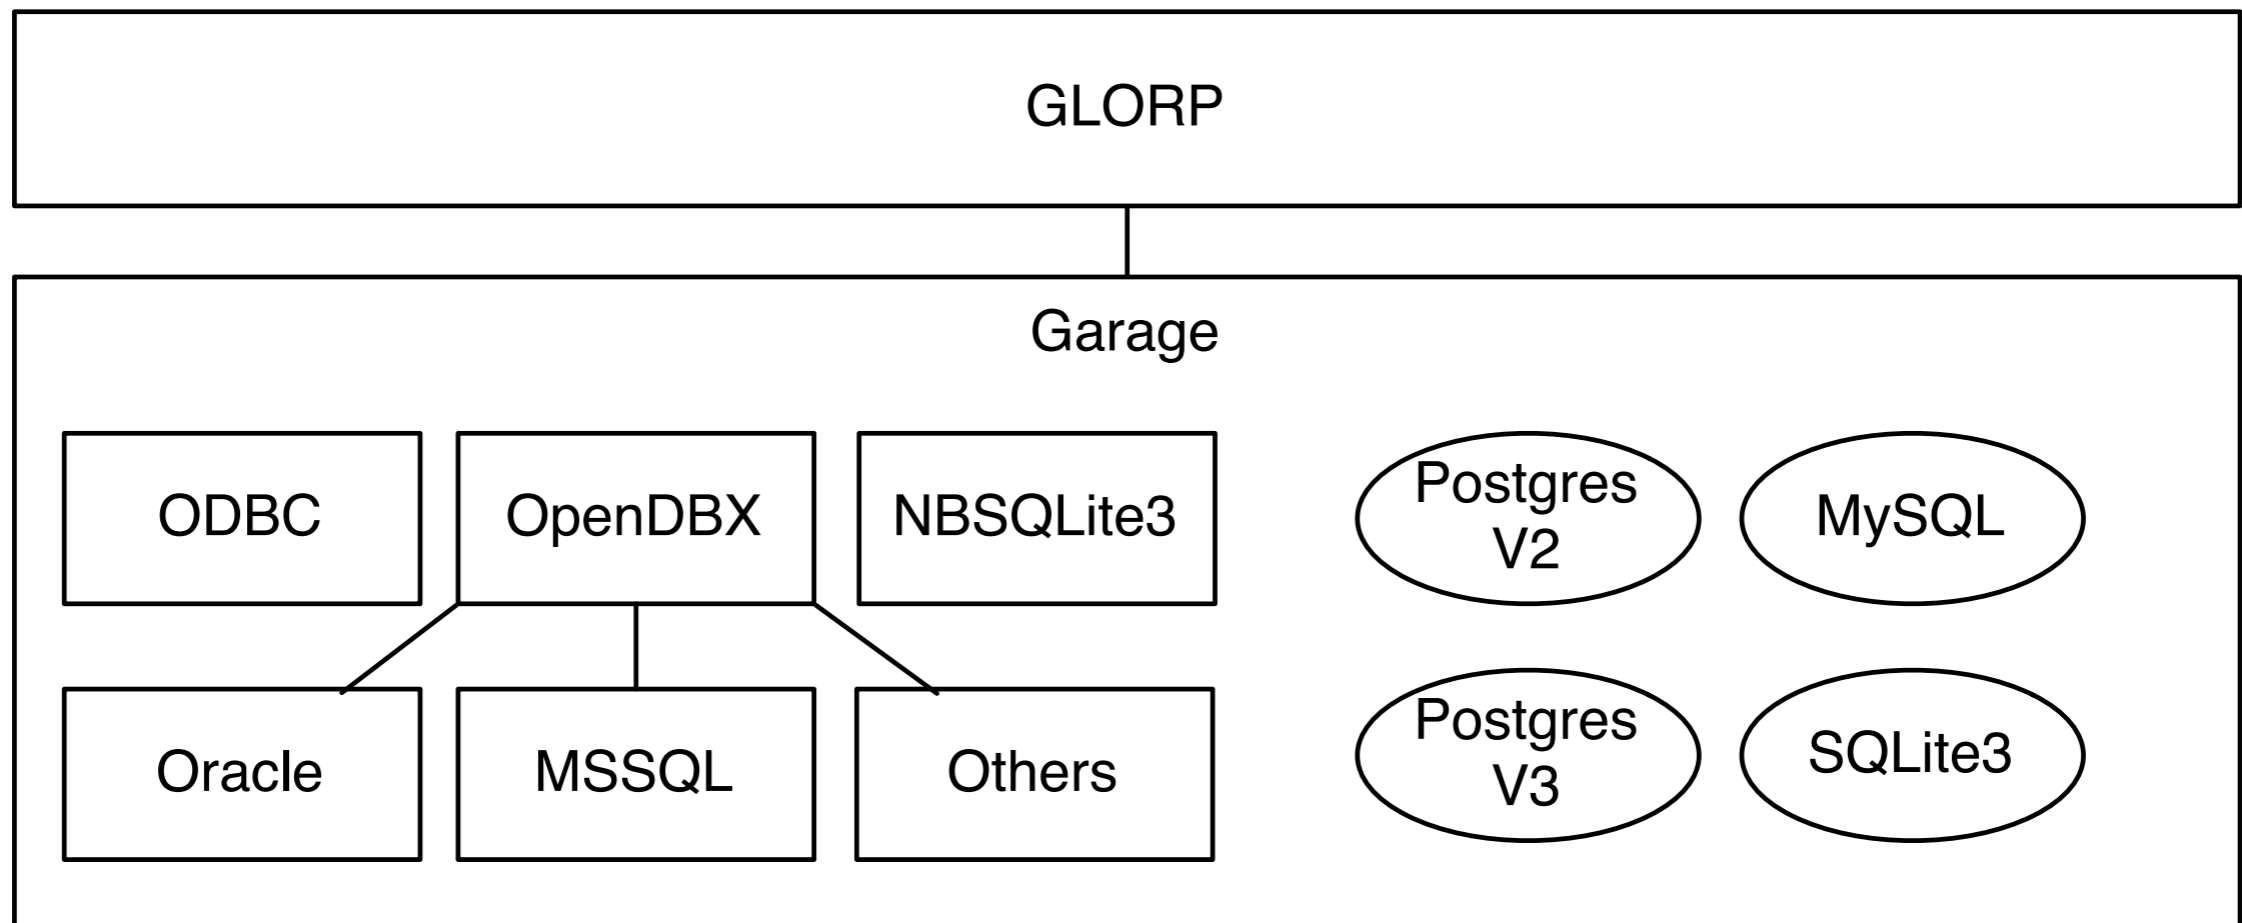 GLORP
Garage
ODBC
OpenDBX
NBSQLite3
Postgres
V2
MySQL
Oracle
MSSQL
Others
Postgres
V3
SQLite3